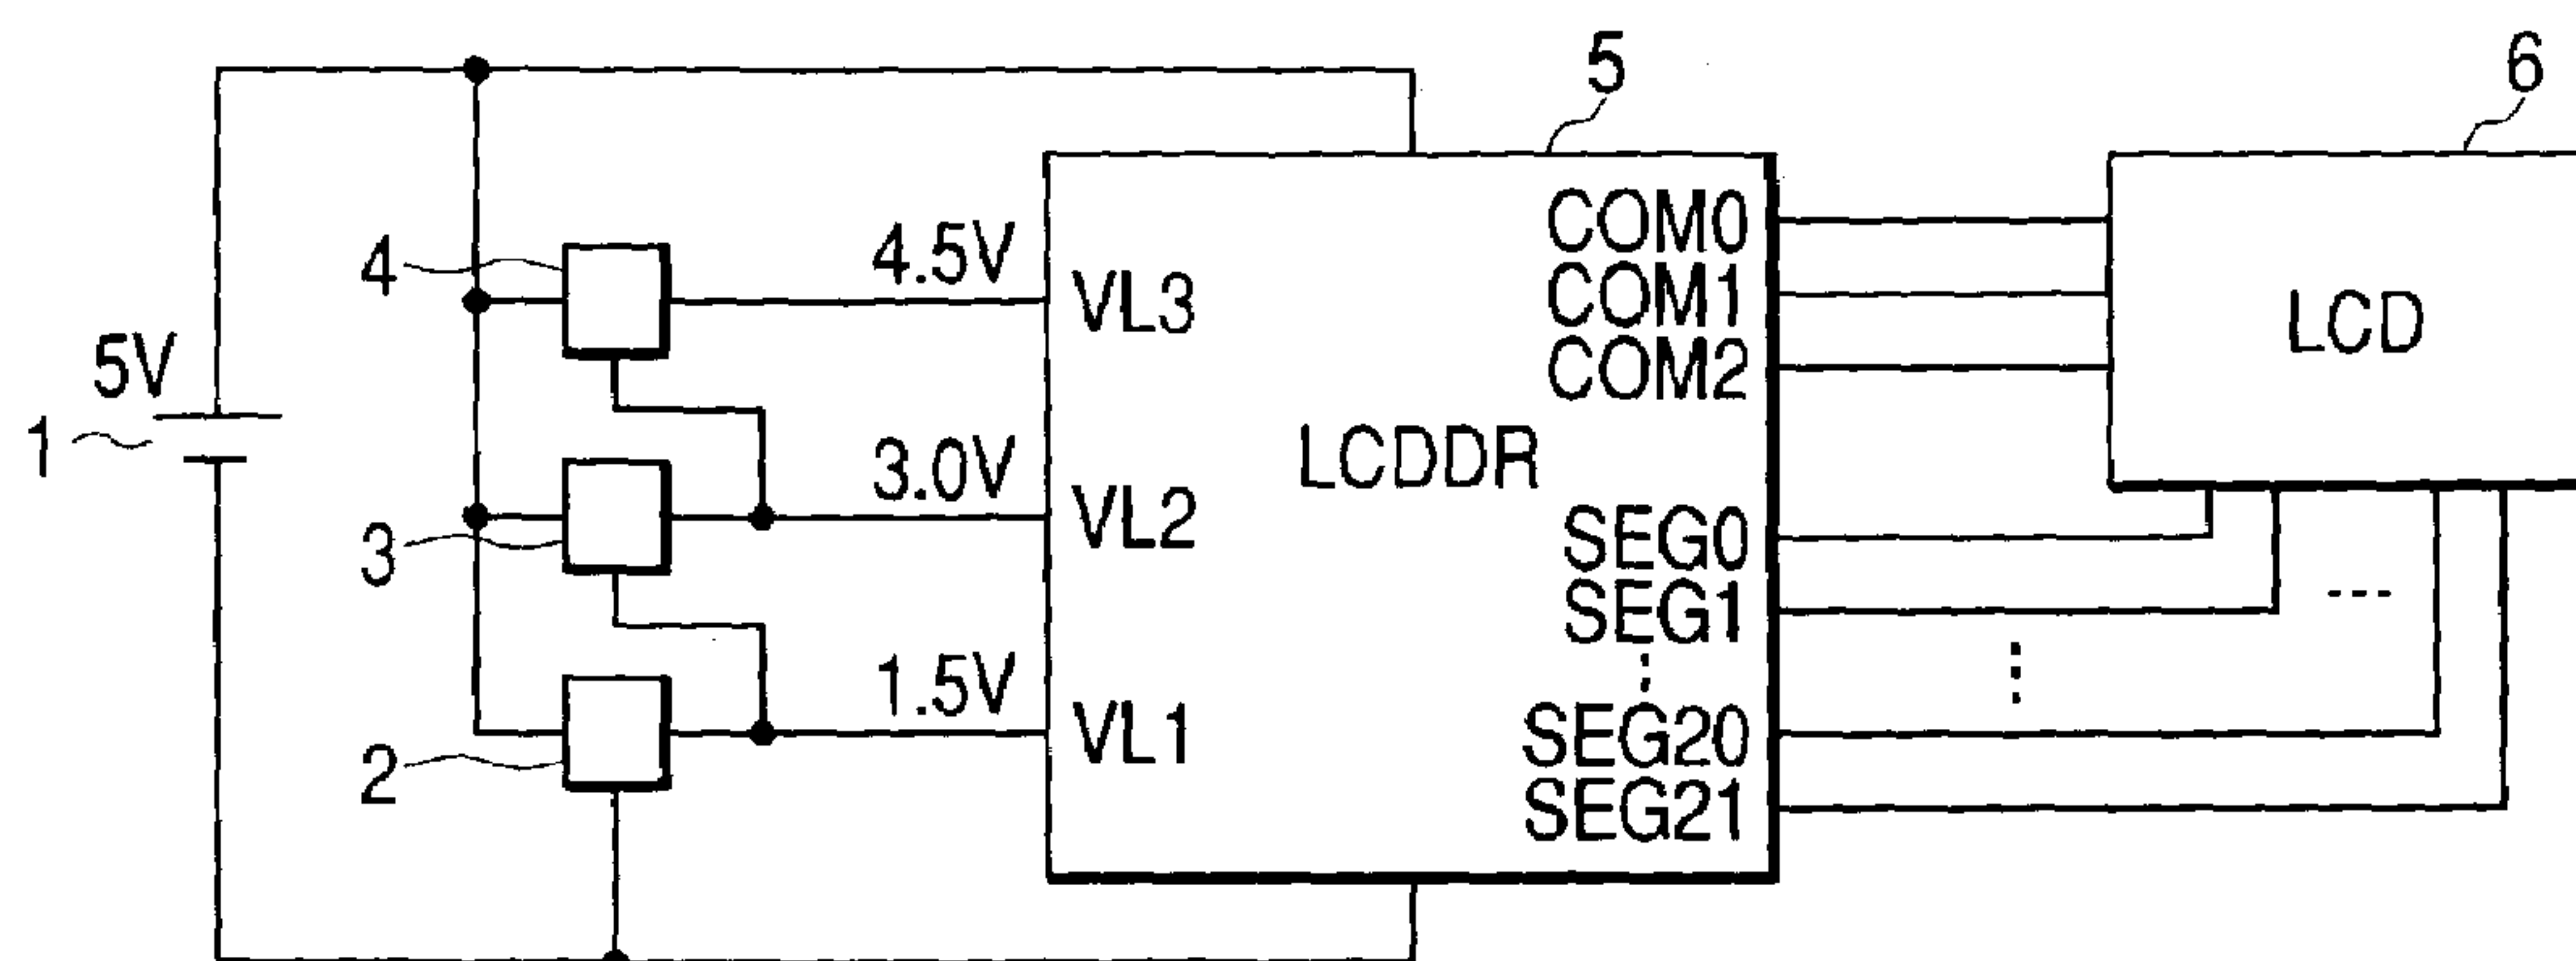 5
6
4
4.5V
VL3
COM0
COM1
COM2
LCD
5V
1
3.0V
VL2
LCDDR
3
SEG0
SEG1
1.5V
VL1
2
SEG20
SEG21